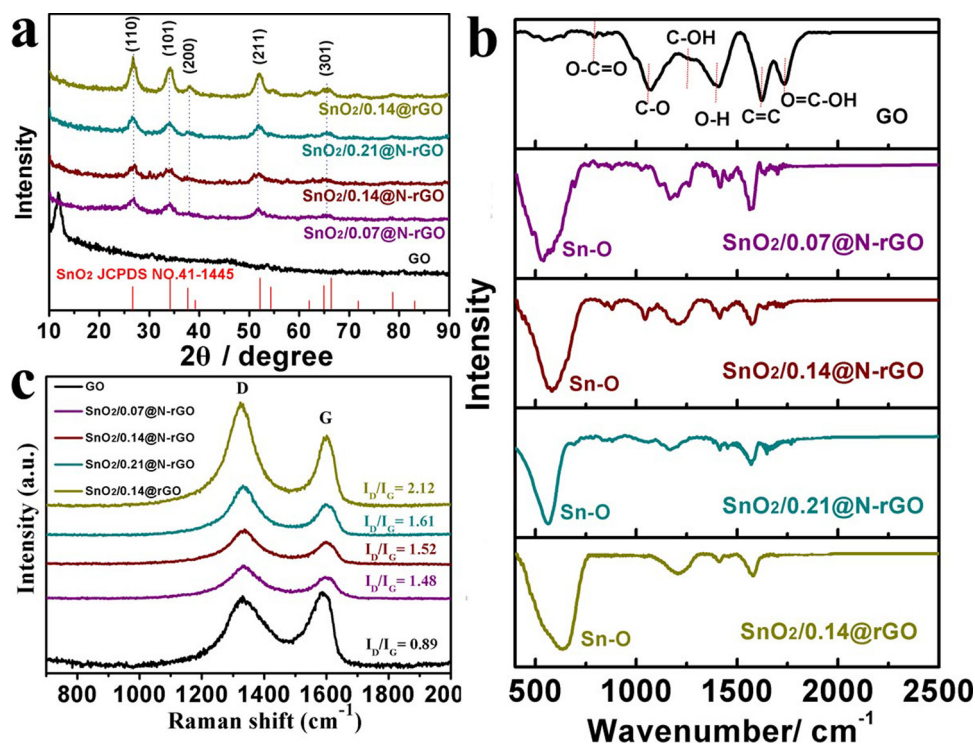 a
Intensity
(110)
(101)
(200)
(211)
(301)
SnO2/0.14@rGO
SnO2/0.21@N-rGO
SnO2/0.14@N-rGO
SnO2/0.07@N-rGO
GO
SnO2 JCPDS NO.41-1445
10 20 30 40 50 60 70 80 90
2θ / degree
b
Intensity
O-C=O
C-O
C-OH
O-H
C=C
O=C-OH
GO
Sn-O
SnO2/0.07@N-rGO
Sn-O
SnO2/0.14@N-rGO
Sn-O
SnO2/0.21@N-rGO
Sn-O
SnO2/0.14@rGO
500 1000 1500 2000 2500
Wavenumber/ cm-1
c
Intensity (a.u.)
GO
SnO2/0.07@N-rGO
SnO2/0.14@N-rGO
SnO2/0.21@N-rGO
SnO2/0.14@rGO
D
G
ID/IG = 2.12
ID/IG = 1.61
ID/IG = 1.52
ID/IG = 1.48
ID/IG = 0.89
800 1000 1200 1400 1600 1800 2000
Raman shift (cm-1)